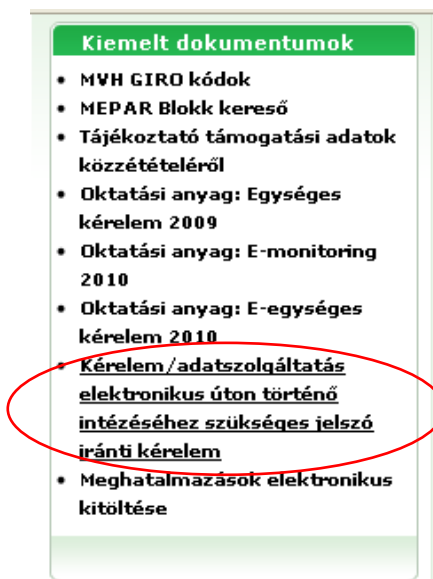 Kiemelt dokumentumok
• MVH GIRO kódok
• MEPAR Blokk kereső
• Tájékoztató támogatási adatok
közzétételéről
• Oktatási anyag: Egységes
kérelem 2009
• Oktatási anyag: E-monitoring
2010
• Oktatási anyag: E-egységes
kérelem 2010
• Kérelem/adatszolgáltatás
elektronikus úton történő
intézéséhez szükséges jelszó
iránti kérelem
• Meghatalmazások elektronikus
kitöltése